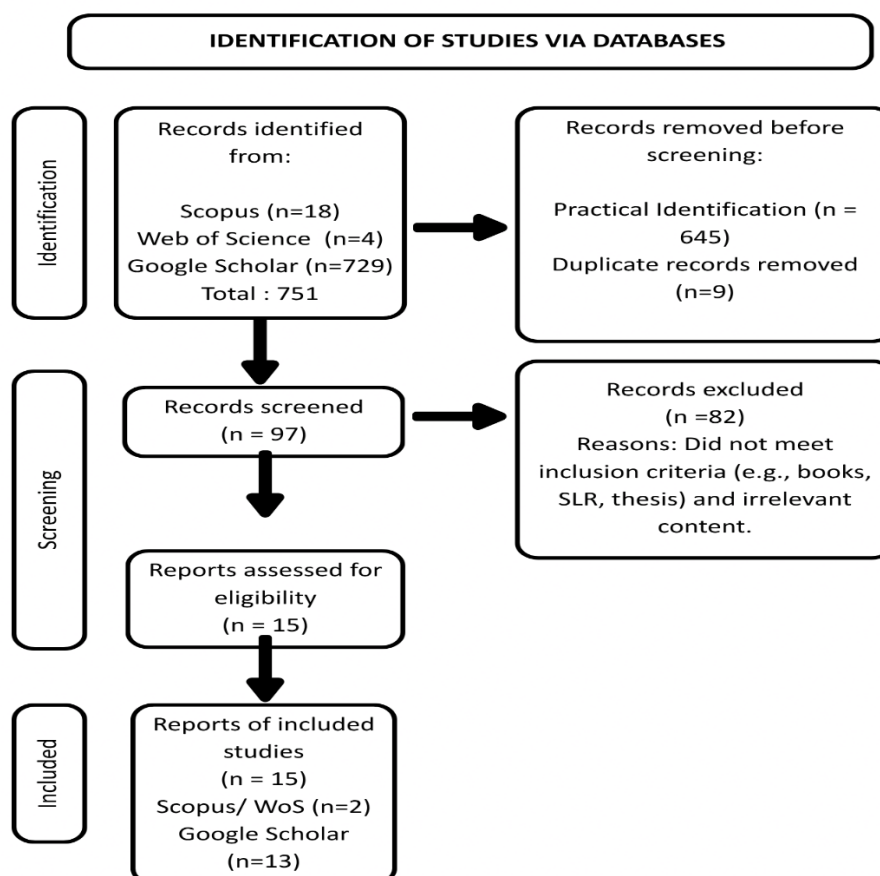 IDENTIFICATION OF STUDIES VIA DATABASES
Identification
Records identified
from:
Scopus (n=18)
Web of Science (n=4)
Google Scholar (n=729)
Total : 751
Records removed before
screening:
Practical Identification (n =
645)
Duplicate records removed
(n=9)
Screening
Records screened
(n = 97)
Records excluded
(n =82)
Reasons: Did not meet
inclusion criteria (e.g., books,
SLR, thesis) and irrelevant
content.
Reports assessed for
eligibility
(n = 15)
Included
Reports of included
studies
(n = 15)
Scopus/ WoS (n=2)
Google Scholar
(n=13)